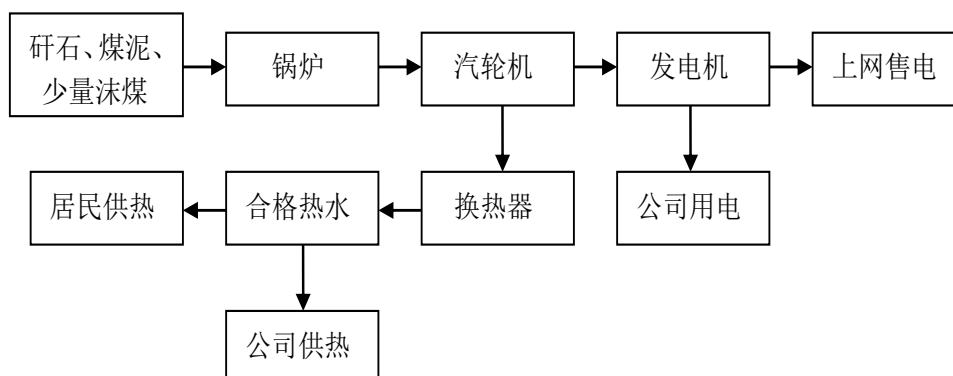 矸石、煤泥、
少量沫煤
锅炉
汽轮机
发电机
上网售电
居民供热
合格热水
换热器
公司用电
公司供热